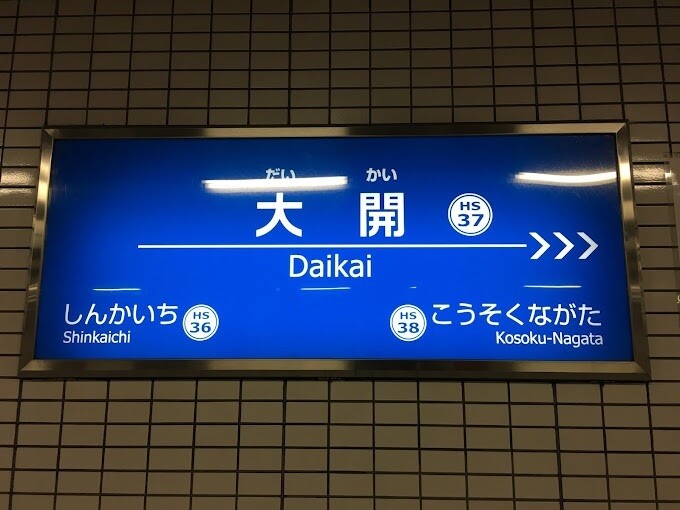 だい かい
大 開 HS 37
Daikai
しんかいち HS 36
Shinkaichi
HS 38 こうそくながた
Kosoku-Nagata